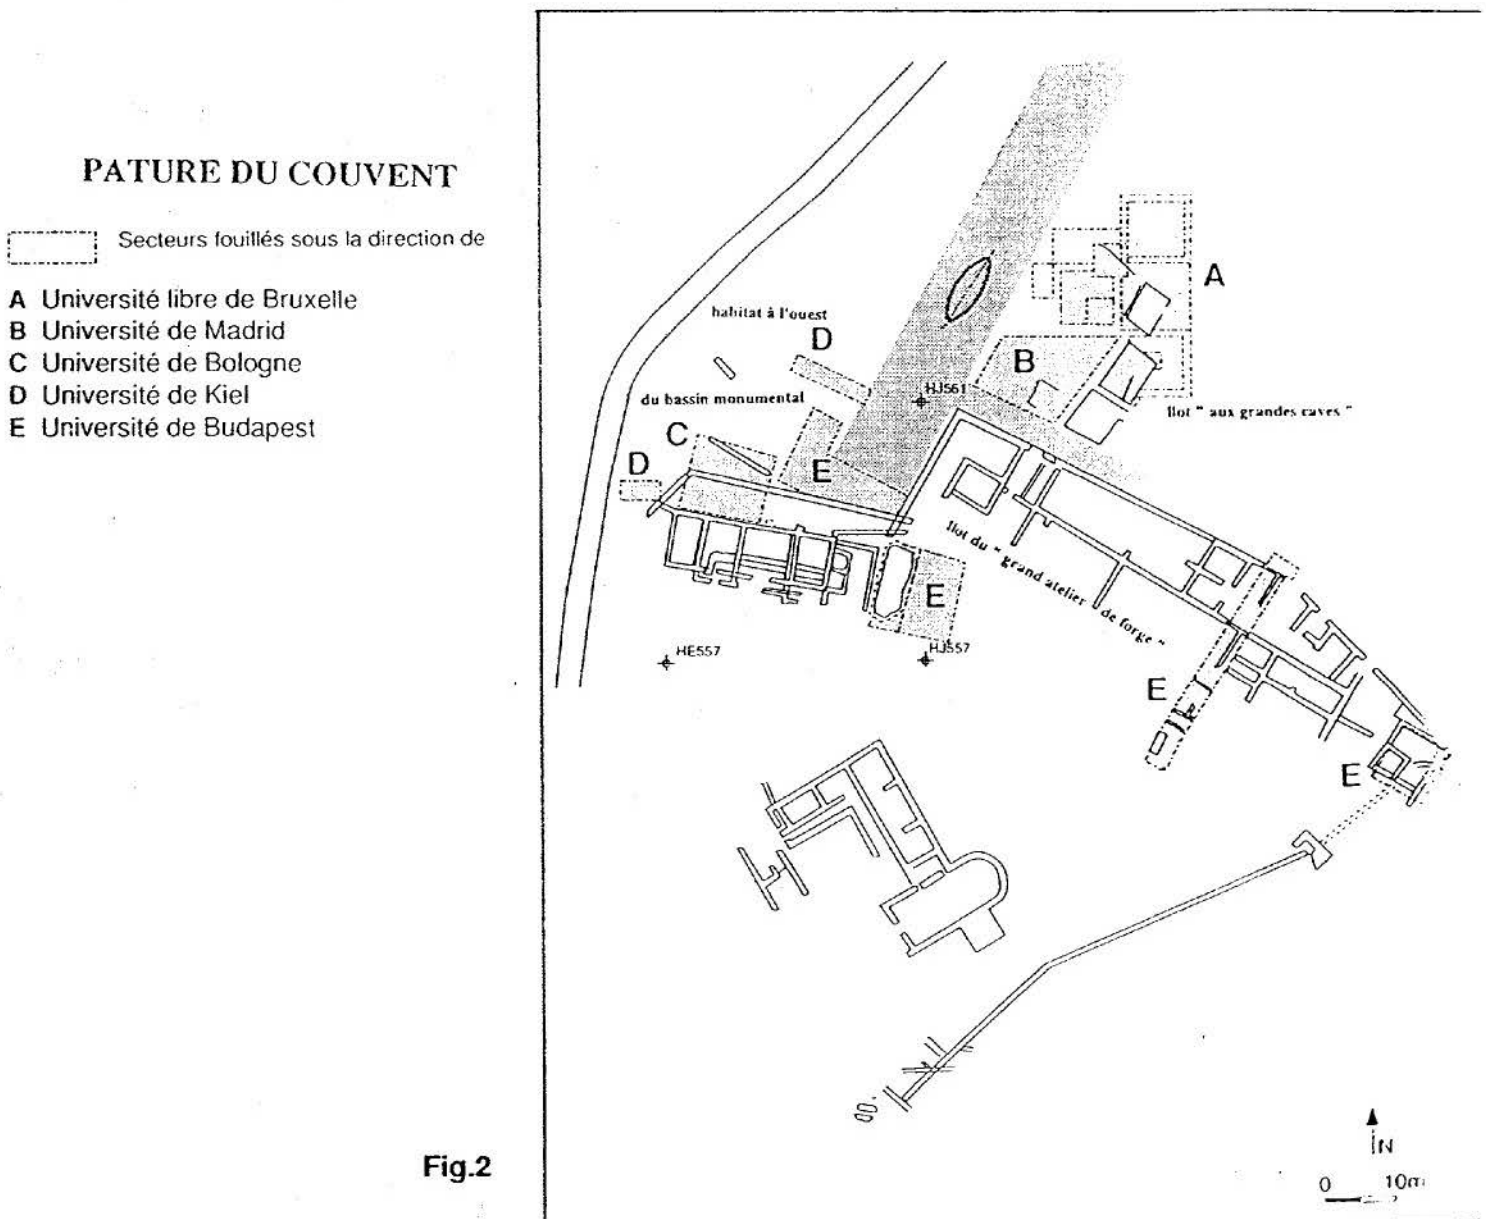 PATURE DU COUVENT
Secteurs fouillés sous la direction de
A Université libre de Bruxelle
B Université de Madrid
C Université de Bologne
D Université de Kiel
E Université de Budapest
Fig.2
A
habitat à l'ouest
D
B
HJ561
du bassin monumental
Ilot " aux grandes caves "
C
D
E
Ilot du " grand atelier de forge "
E
HE557
HJ557
E
E
N
0 10m